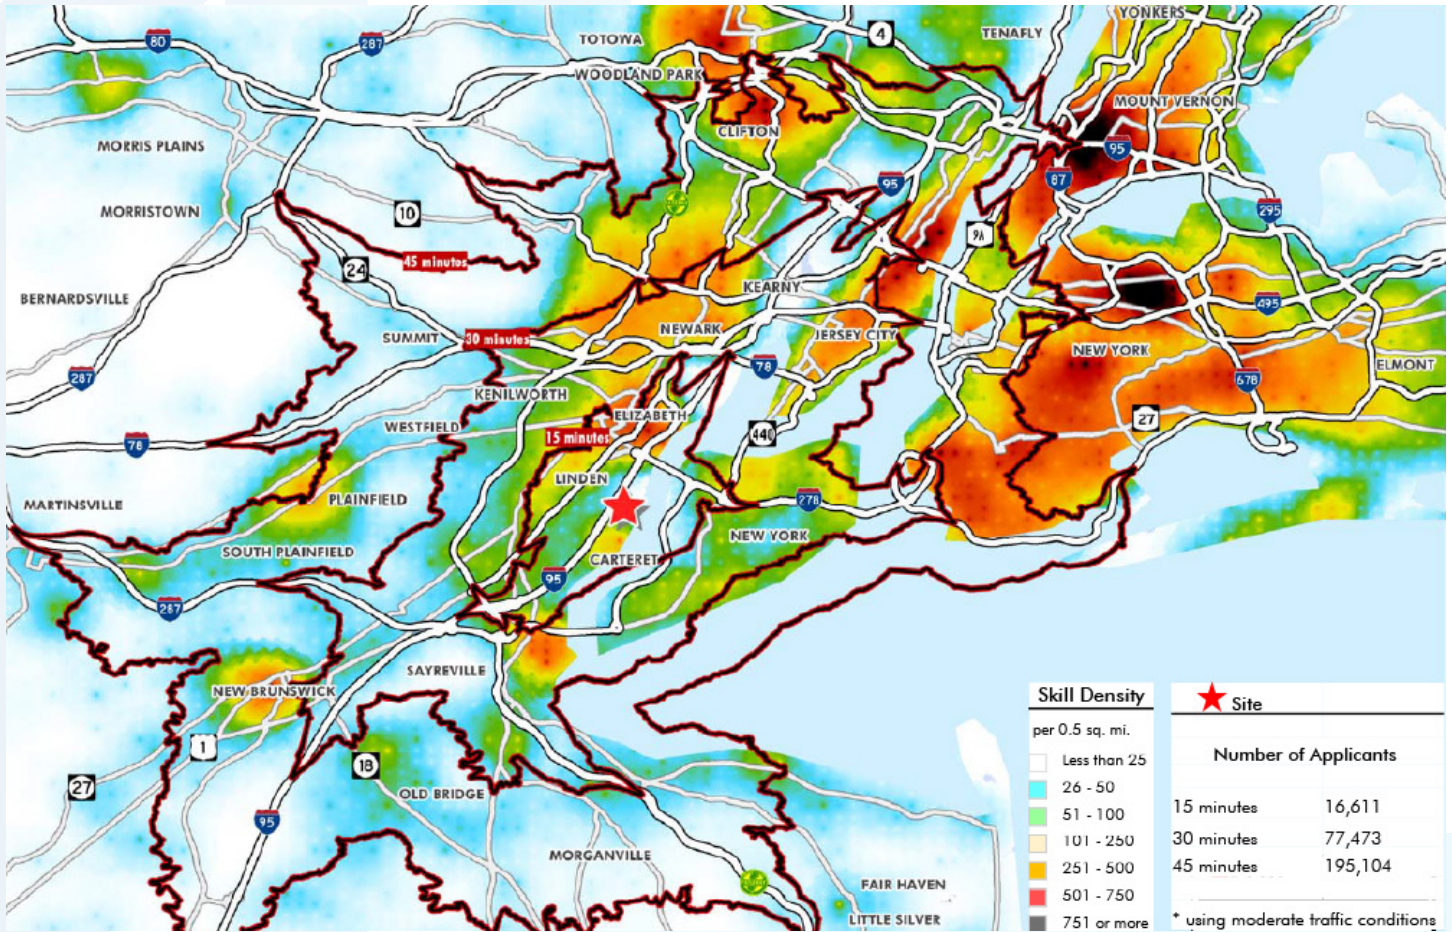 YONKERS
TOTOWA
4
TENAFLY
80
287
WOODLAND PARK
MOUNT VERNON
CLIFTON
95
MORRIS PLAINS
87
95
MORRISTOWN
10
295
9A
45 minutes
24
KEARNY
BERNARDSVILLE
495
NEWARK
JERSEY CITY
SUMMIT
30 minutes
NEW YORK
78
ELMONT
287
678
KENILWORTH
ELIZABETH
27
WESTFIELD
440
15 minutes
78
LINDEN
PLAINFIELD
278
MARTINSVILLE
NEW YORK
SOUTH PLAINFIELD
CARTERET
95
287
SAYREVILLE
NEW BRUNSWICK
1
18
27
OLD BRIDGE
95
MORGANVILLE
FAIR HAVEN
LITTLE SILVER
Skill Density
per 0.5 sq. mi.
Less than 25
26 - 50
51 - 100
101 - 250
251 - 500
501 - 750
751 or more
Site
Number of Applicants
15 minutes 16,611
30 minutes 77,473
45 minutes 195,104
* using moderate traffic conditions